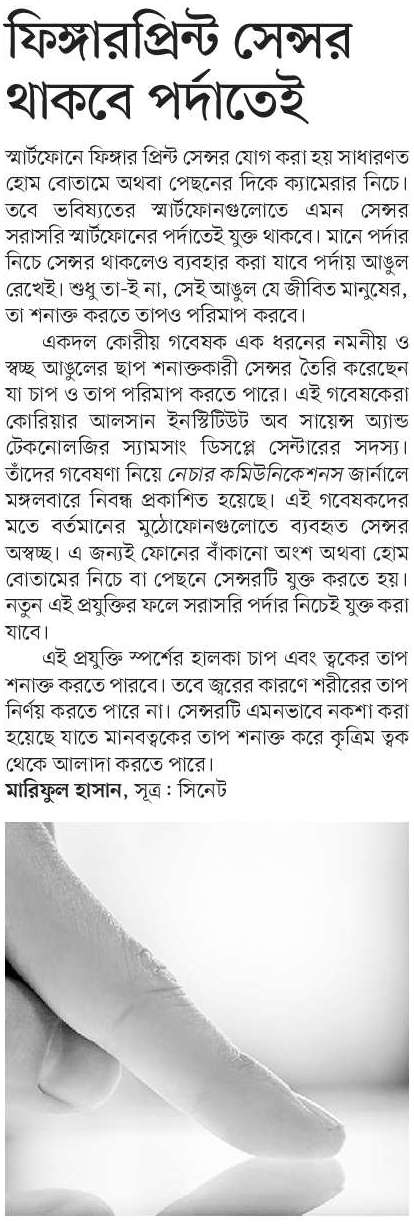 ফিঙ্গারপ্রিন্ট সেন্সর
থাকবে পর্দাতেই
স্মার্টফোনে ফিঙ্গার প্রিন্ট সেন্সর যোগ করা হয় সাধারণত
হোম বোতামে অথবা পেছনের দিকে ক্যামেরার নিচে।
তবে ভবিষ্যতের স্মার্টফোনগুলোতে এমন সেন্সর
সরাসরি স্মার্টফোনের পর্দাতেই যুক্ত থাকবে। মানে পর্দার
নিচে সেন্সর থাকলেও ব্যবহার করা যাবে পর্দায় আঙুল
রেখেই। শুধু তা-ই না, সেই আঙুল যে জীবিত মানুষের,
তা শনাক্ত করতে তাপও পরিমাপ করবে।
একদল কোরীয় গবেষক এক ধরনের নমনীয় ও
স্বচ্ছ আঙুলের ছাপ শনাক্তকারী সেন্সর তৈরি করেছেন
যা চাপ ও তাপ পরিমাপ করতে পারে। এই গবেষকেরা
কোরিয়ার আলসান ইনস্টিটিউট অব সায়েন্স অ্যান্ড
টেকনোলজির স্যামসাং ডিসপ্লে সেন্টারের সদস্য।
তাঁদের গবেষণা নিয়ে নেচার কমিউনিকেশনস জার্নালে
মঙ্গলবারে নিবন্ধ প্রকাশিত হয়েছে। এই গবেষকদের
মতে বর্তমানের মুঠোফোনগুলোতে ব্যবহৃত সেন্সর
অস্বচ্ছ। এ জন্যই ফোনের বাঁকানো অংশ অথবা হোম
বোতামের নিচে বা পেছনে সেন্সরটি যুক্ত করতে হয়।
নতুন এই প্রযুক্তির ফলে সরাসরি পর্দার নিচেই যুক্ত করা
যাবে।
এই প্রযুক্তি স্পর্শের হালকা চাপ এবং ত্বকের তাপ
শনাক্ত করতে পারবে। তবে জ্বরের কারণে শরীরের তাপ
নির্ণয় করতে পারে না। সেন্সরটি এমনভাবে নকশা করা
হয়েছে যাতে মানবত্বকের তাপ শনাক্ত করে কৃত্রিম ত্বক
থেকে আলাদা করতে পারে।
মারিফুল হাসান, সূত্র : সিনেট